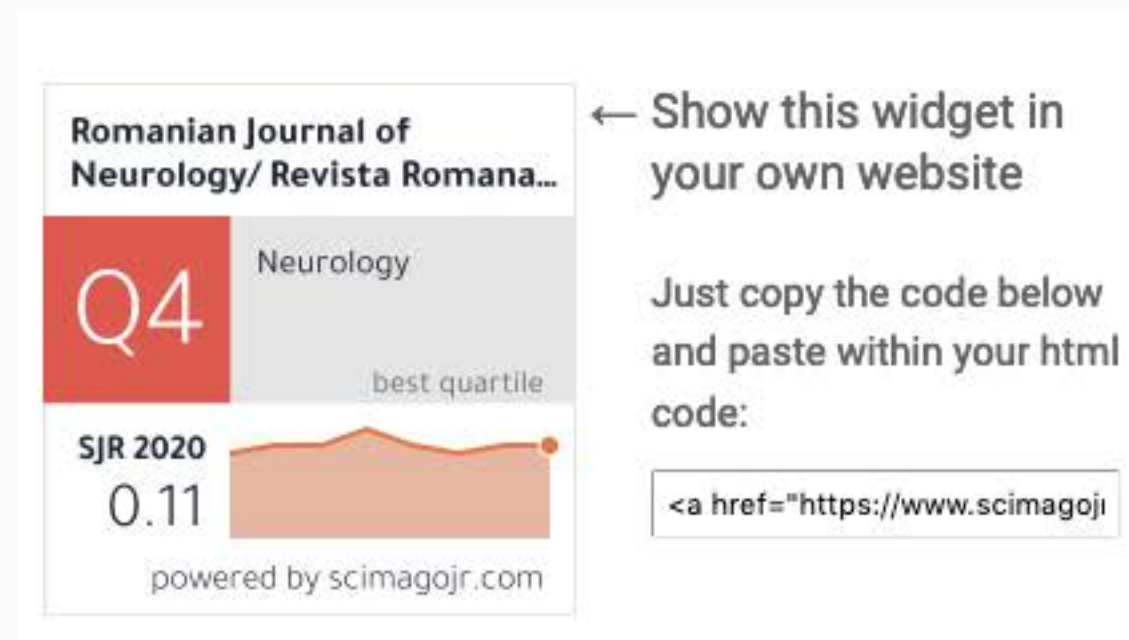 Romanian Journal of
Neurology/ Revista Romana...
Q4
Neurology
best quartile
SJR 2020
0.11
powered by scimagojr.com
← Show this widget in
your own website
Just copy the code below
and paste within your html
code:
<a href="https://www.scimagojr